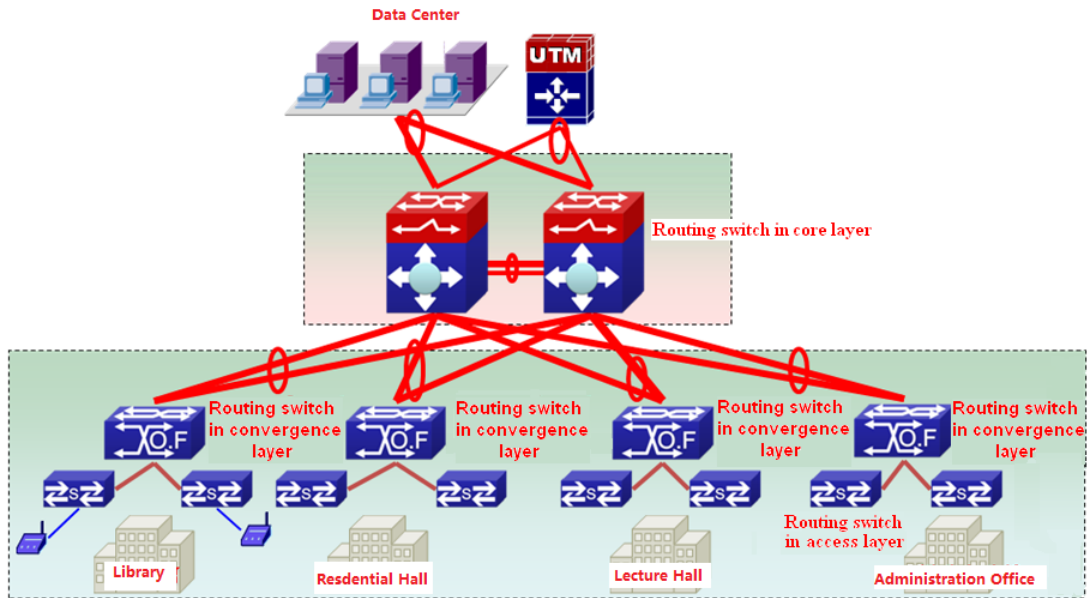 Data Center
UTM
Routing switch in core layer
Routing switch
in convergence
layer
Routing switch
in convergence
layer
Routing switch
in convergence
layer
Routing switch
in convergence
layer
O.F
O.F
O.F
O.F
S
S
S
S
S
S
S
S
Routing switch
in access layer
Library
Resdential Hall
Lecture Hall
Administration Office